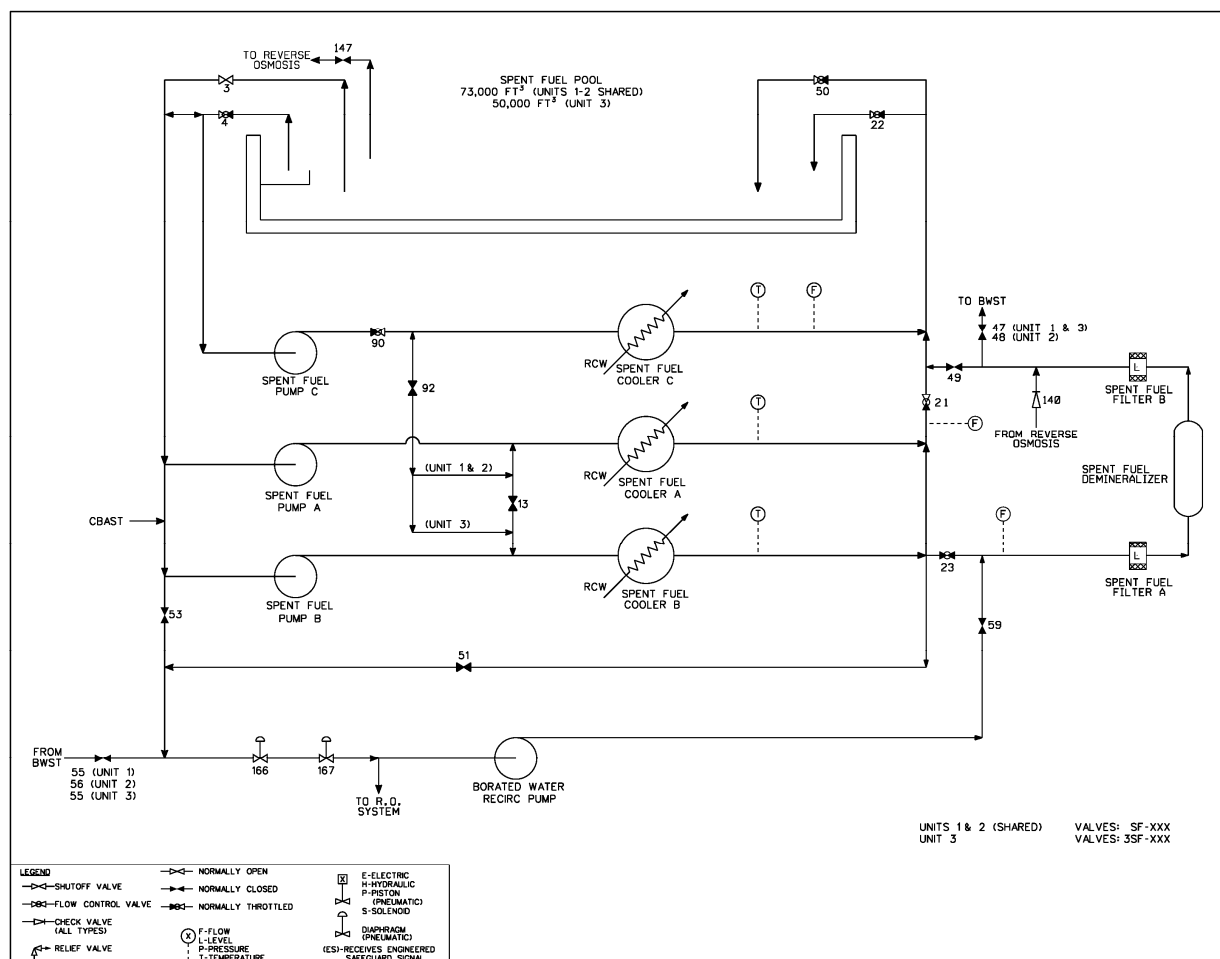 TO REVERSE
OSMOSIS
147
3
4
SPENT FUEL POOL
73,000 FT³ (UNITS 1-2 SHARED)
50,000 FT³ (UNIT 3)
50
22
T
F
TO BWST
47 (UNIT 1 & 3)
48 (UNIT 2)
90
RCW
SPENT FUEL
PUMP C
SPENT FUEL
COOLER C
49
L
SPENT FUEL
FILTER B
92
T
21
F
140
FROM REVERSE
OSMOSIS
(UNIT 1 & 2)
RCW
SPENT FUEL
PUMP A
SPENT FUEL
COOLER A
SPENT FUEL
DEMINERALIZER
13
CBAST
(UNIT 3)
T
F
23
L
RCW
SPENT FUEL
PUMP B
SPENT FUEL
COOLER B
SPENT FUEL
FILTER A
53
59
51
FROM
BWST
55 (UNIT 1)
56 (UNIT 2)
55 (UNIT 3)
166
167
TO R.O.
SYSTEM
BORATED WATER
RECIRC PUMP
UNITS 1 & 2 (SHARED) VALVES: SF-XXX
UNIT 3 VALVES: 3SF-XXX
LEGEND
SHUTOFF VALVE
FLOW CONTROL VALVE
CHECK VALVE
(ALL TYPES)
RELIEF VALVE
NORMALLY OPEN
NORMALLY CLOSED
NORMALLY THROTTLED
X
F-FLOW
L-LEVEL
P-PRESSURE
T-TEMPERATURE
X
E-ELECTRIC
H-HYDRAULIC
P-PISTON
(PNEUMATIC)
S-SOLENOID
DIAPHRAGM
(PNEUMATIC)
(ES)-RECEIVES ENGINEERED
SAFEGUARD SIGNAL